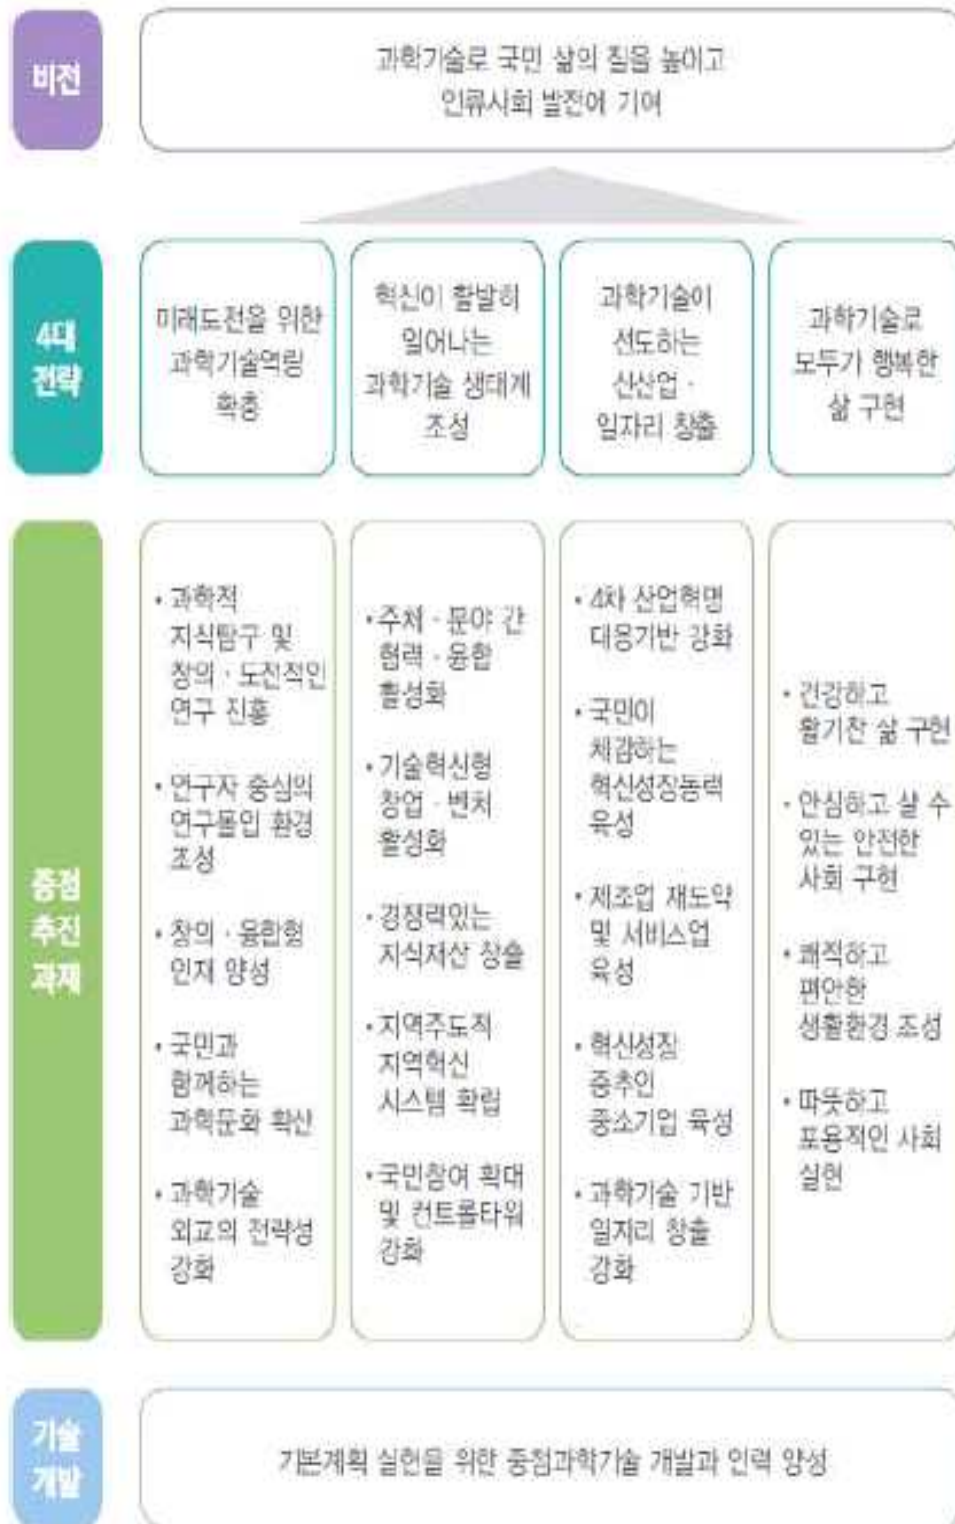 비전
과학기술로 국민 삶의 질을 높이고
인류사회 발전에 기여
4대
전략
미래도전을 위한
과학기술역량
확충
혁신이 활발히
일어나는
과학기술 생태계
조성
과학기술이
선도하는
신산업 ·
일자리 창출
과학기술로
모두가 행복한
삶 구현
중점
추진
과제
• 과학적
지식탐구 및
창의 · 도전적인
연구 진흥
• 연구자 중심의
연구몰입 환경
조성
• 창의 · 융합형
인재 양성
• 국민과
함께하는
과학문화 확산
• 과학기술
외교의 전략성
강화
• 주체 · 분야 간
협력 · 융합
활성화
• 기술혁신형
창업 · 벤처
활성화
• 경쟁력있는
지식재산 창출
• 지역주도적
지역혁신
시스템 확립
• 국민참여 확대
및 컨트롤타워
강화
• 4차 산업혁명
대응기반 강화
• 국민이
체감하는
혁신성장동력
육성
• 제조업 재도약
및 서비스업
육성
• 혁신성장
중추인
중소기업 육성
• 과학기술 기반
일자리 창출
강화
• 건강하고
활기찬 삶 구현
• 안심하고 살 수
있는 안전한
사회 구현
• 쾌적하고
편안한
생활환경 조성
• 따뜻하고
포용적인 사회
실현
기술
개발
기본계획 실현을 위한 중점과학기술 개발과 인력 양성